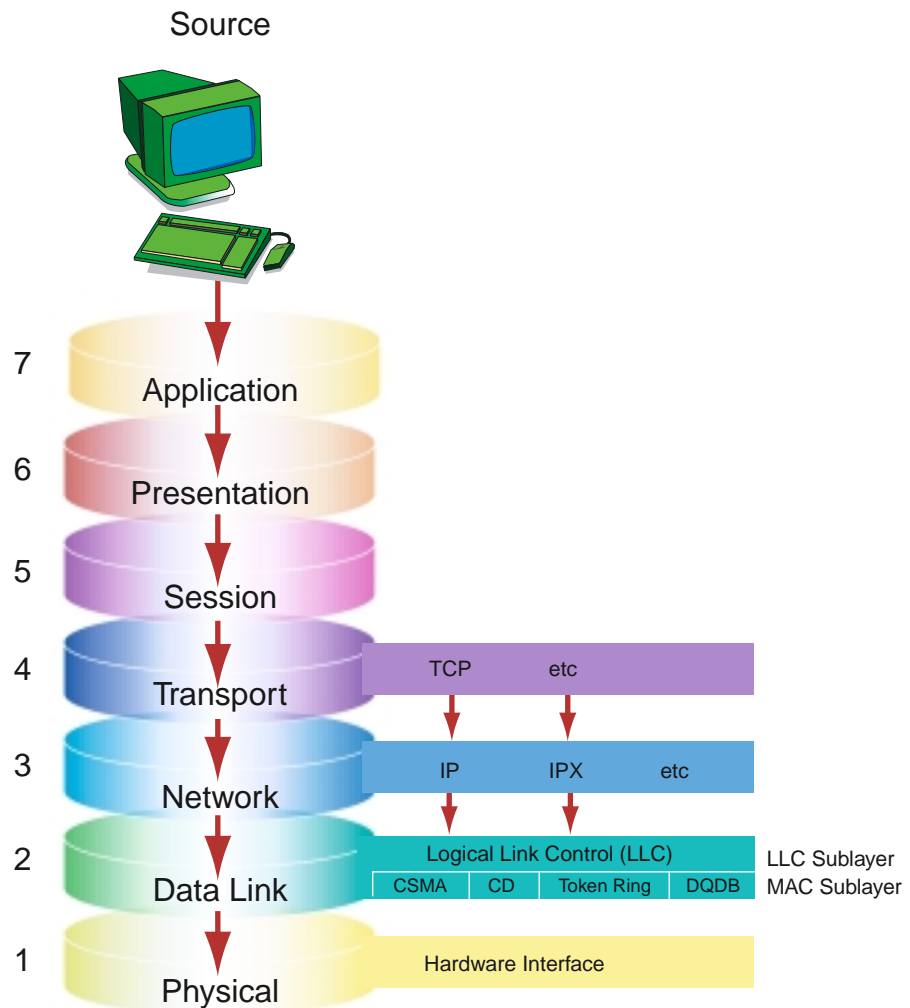 Source
7
Application
6
Presentation
5
Session
4
Transport
TCP etc
3
Network
IP IPX etc
2
Data Link
Logical Link Control (LLC)
LLC Sublayer
CSMA CD Token Ring DQDB
MAC Sublayer
1
Physical
Hardware Interface